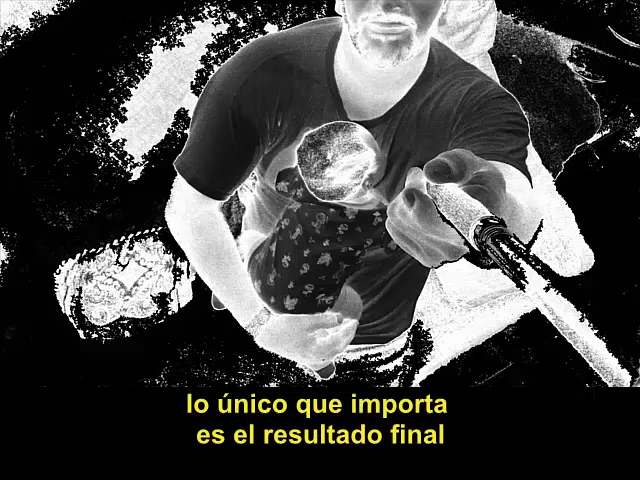 lo único que importa
es el resultado final